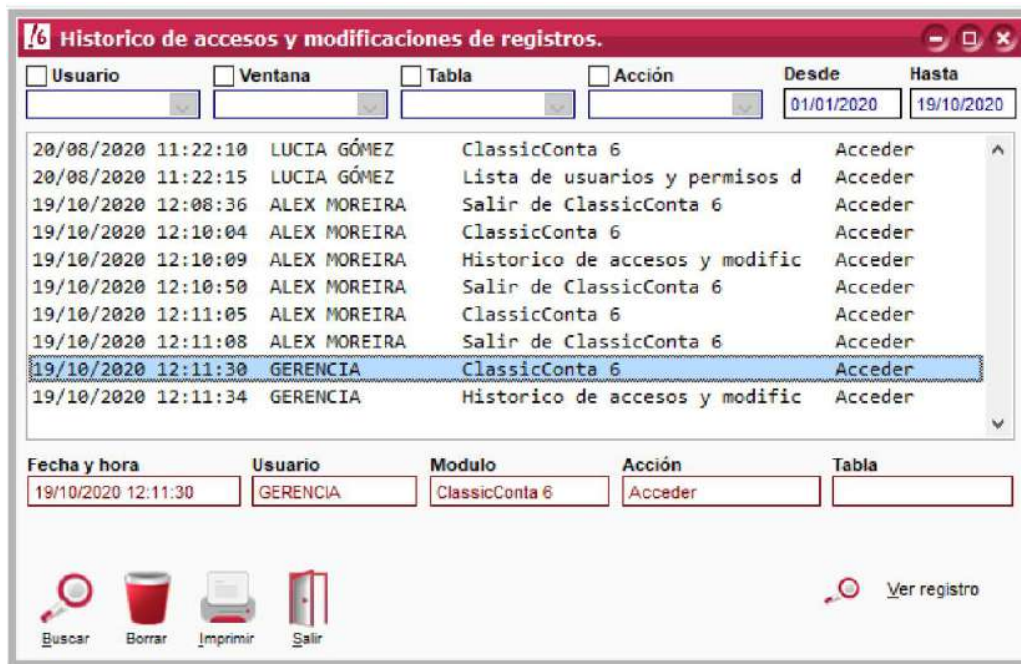 !6 Historico de accesos y modificaciones de registros.
Usuario Ventana Tabla Acción Desde Hasta
01/01/2020 19/10/2020
20/08/2020 11:22:10 LUCIA GÓMEZ ClassicConta 6 Acceder
20/08/2020 11:22:15 LUCIA GÓMEZ Lista de usuarios y permisos d Acceder
19/10/2020 12:08:36 ALEX MOREIRA Salir de ClassicConta 6 Acceder
19/10/2020 12:10:04 ALEX MOREIRA ClassicConta 6 Acceder
19/10/2020 12:10:09 ALEX MOREIRA Historico de accesos y modific Acceder
19/10/2020 12:10:50 ALEX MOREIRA Salir de ClassicConta 6 Acceder
19/10/2020 12:11:05 ALEX MOREIRA ClassicConta 6 Acceder
19/10/2020 12:11:08 ALEX MOREIRA Salir de ClassicConta 6 Acceder
19/10/2020 12:11:30 GERENCIA ClassicConta 6 Acceder
19/10/2020 12:11:34 GERENCIA Historico de accesos y modific Acceder
Fecha y hora Usuario Modulo Acción Tabla
19/10/2020 12:11:30 GERENCIA ClassicConta 6 Acceder
Ver registro
Buscar Borrar Imprimir Salir